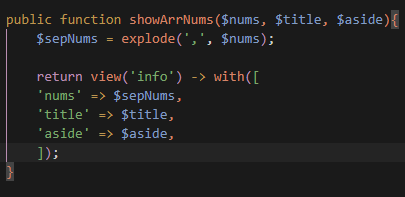 public function showArrNums($nums, $title, $aside){
    $sepNums = explode(',', $nums);

    return view('info') -> with([
    'nums' => $sepNums,
    'title' => $title,
    'aside' => $aside,
    ]);
}